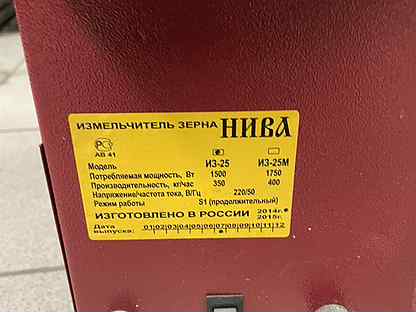 ИЗМЕЛЬЧИТЕЛЬ ЗЕРНА НИВА
АВ 41
Модель ИЗ-25 ИЗ-25М
Потребляемая мощность, Вт 1500 1750
Производительность, кг/час 350 400
Напряжение/частота тока, В/Гц 220/50
Режим работы S1 (продолжительный)
ИЗГОТОВЛЕНО В РОССИИ 2014г.
2015г.
Дата
выпуска: 01 02 03 04 05 06 07 08 09 10 11 12